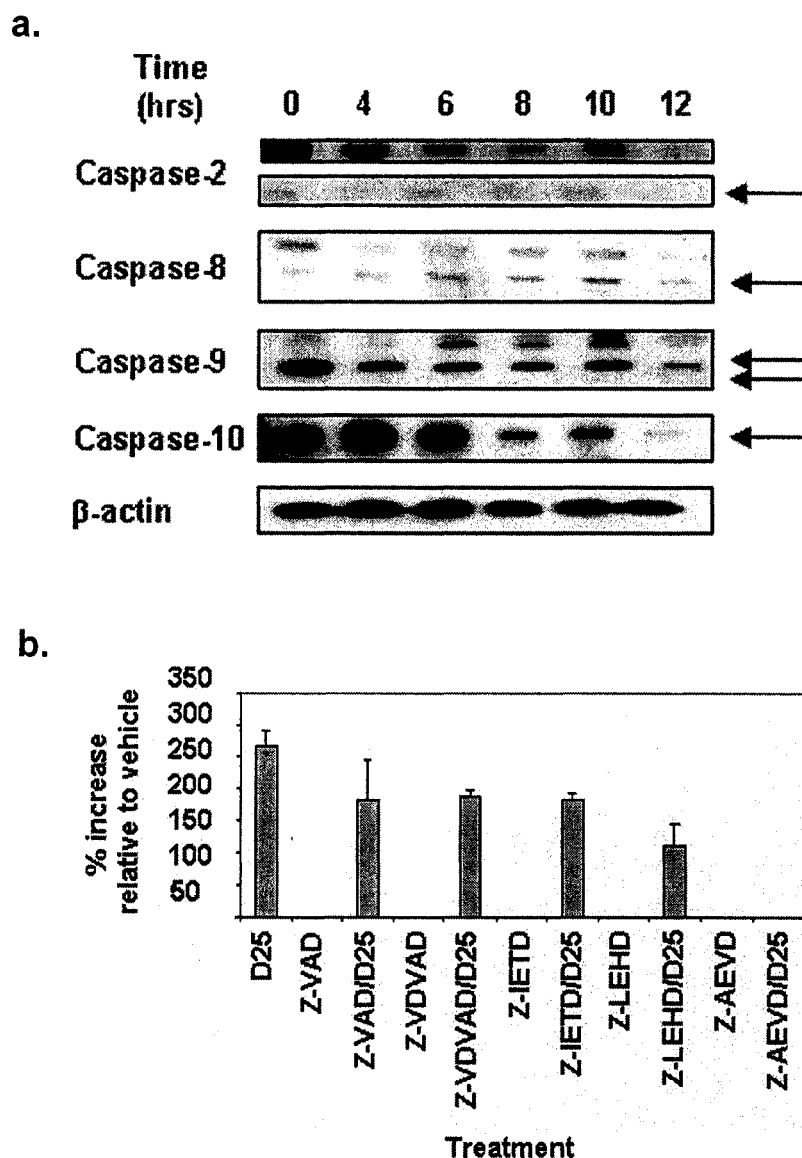 a.
Time
(hrs) 0 4 6 8 10 12
Caspase-2
Caspase-8
Caspase-9
Caspase-10
β-actin
b.
% increase
relative to vehicle
350
300
250
200
150
100
50
D25
Z-VAD
Z-VAD/D25
Z-VDVAD
Z-VDVAD/D25
Z-IETD
Z-IETD/D25
Z-LEHD
Z-LEHD/D25
Z-AEVD
Z-AEVD/D25
Treatment